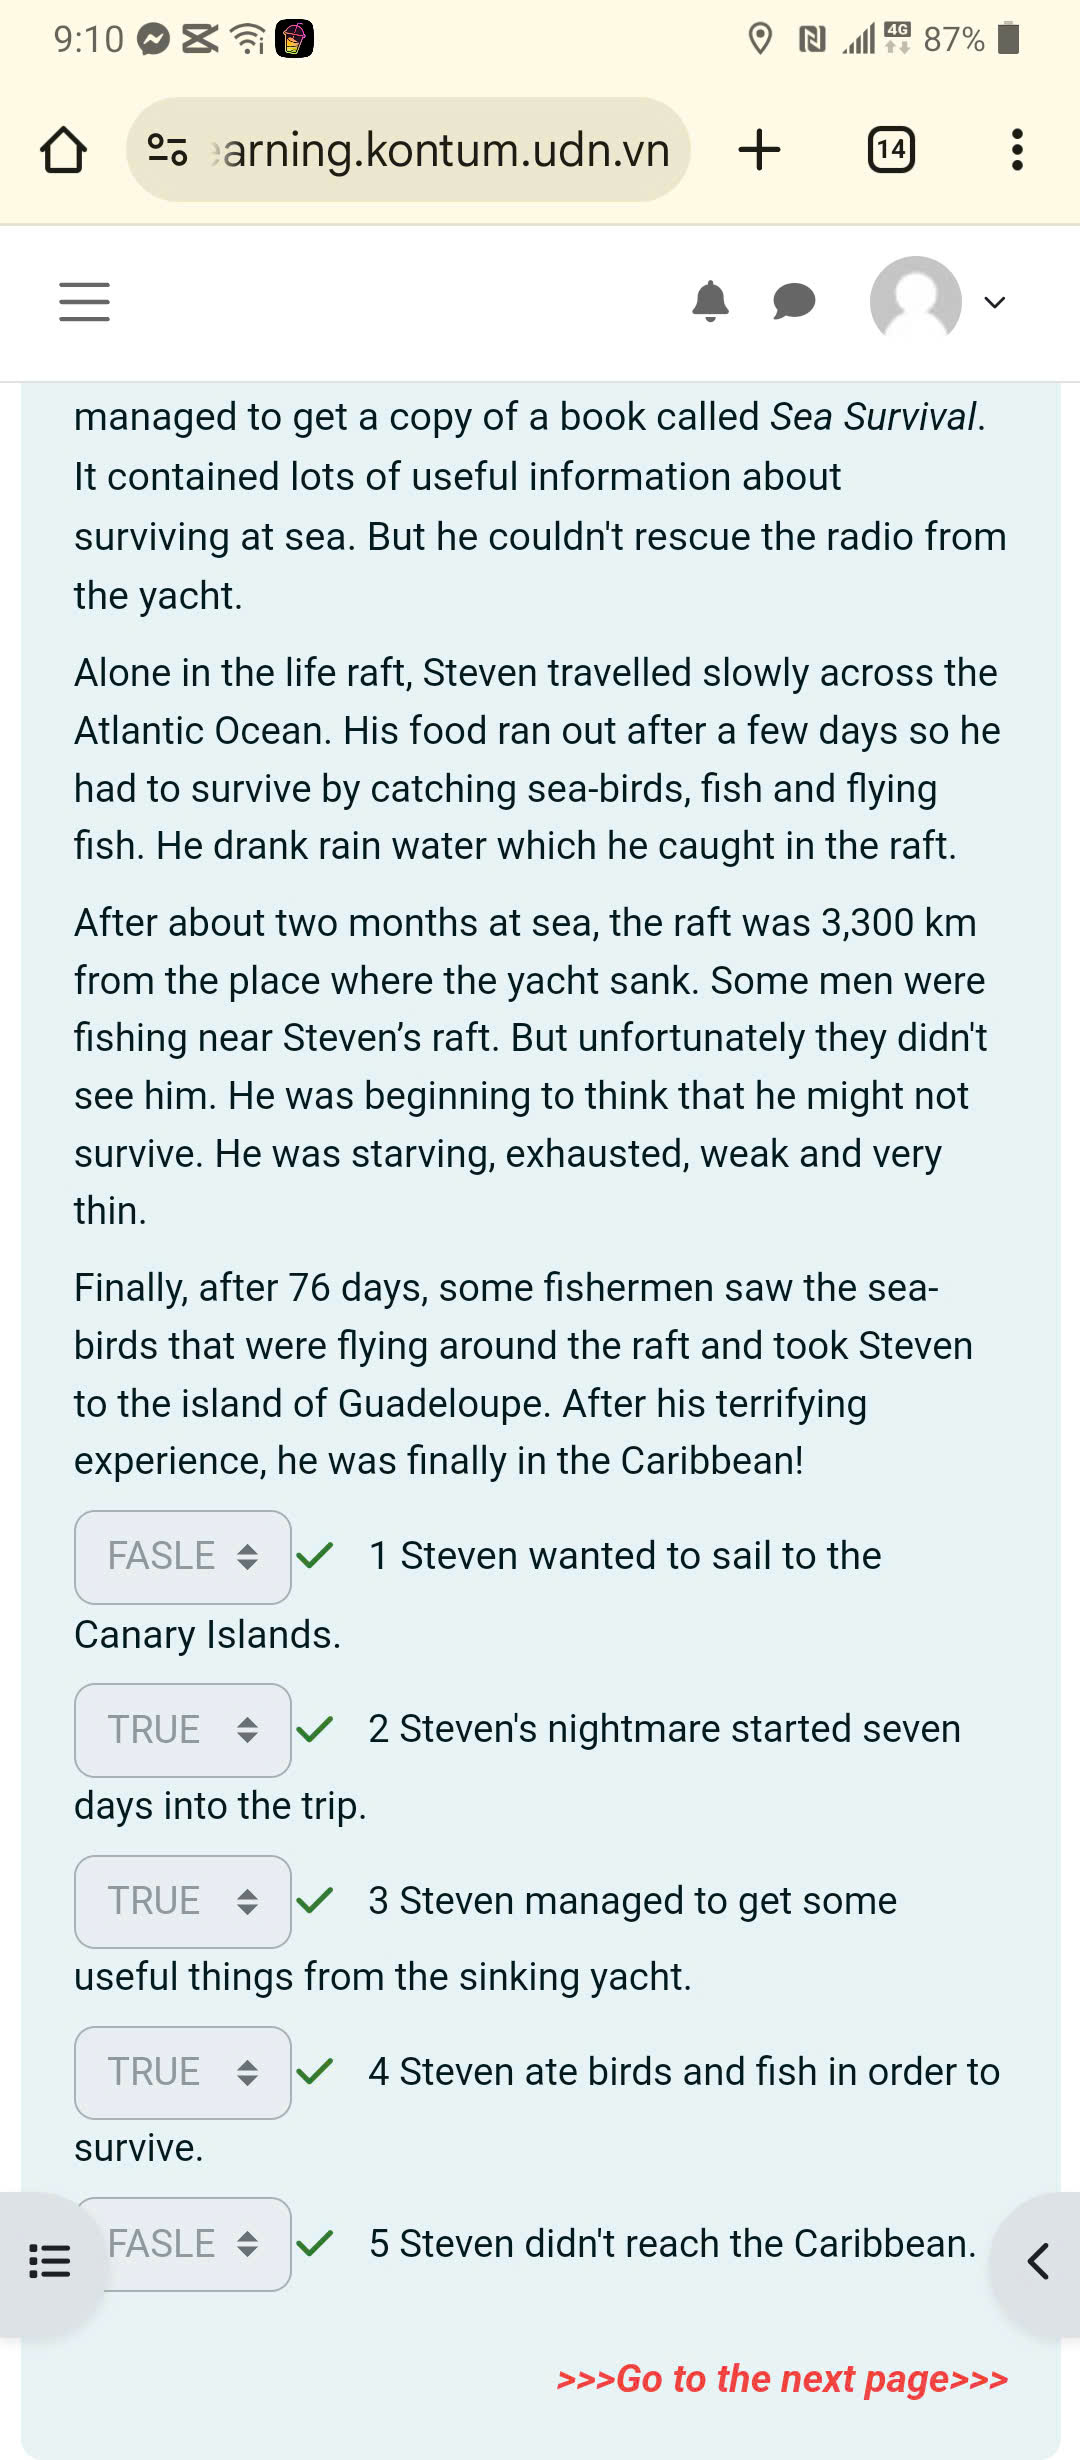 9:10
4G
87%
earning.kontum.udn.vn
14
managed to get a copy of a book called Sea Survival.
It contained lots of useful information about
surviving at sea. But he couldn't rescue the radio from
the yacht.
Alone in the life raft, Steven travelled slowly across the
Atlantic Ocean. His food ran out after a few days so he
had to survive by catching sea-birds, fish and flying
fish. He drank rain water which he caught in the raft.
After about two months at sea, the raft was 3,300 km
from the place where the yacht sank. Some men were
fishing near Steven’s raft. But unfortunately they didn't
see him. He was beginning to think that he might not
survive. He was starving, exhausted, weak and very
thin.
Finally, after 76 days, some fishermen saw the sea-
birds that were flying around the raft and took Steven
to the island of Guadeloupe. After his terrifying
experience, he was finally in the Caribbean!
FASLE 1 Steven wanted to sail to the
Canary Islands.
TRUE 2 Steven's nightmare started seven
days into the trip.
TRUE 3 Steven managed to get some
useful things from the sinking yacht.
TRUE 4 Steven ate birds and fish in order to
survive.
FASLE 5 Steven didn't reach the Caribbean.
>>>Go to the next page>>>